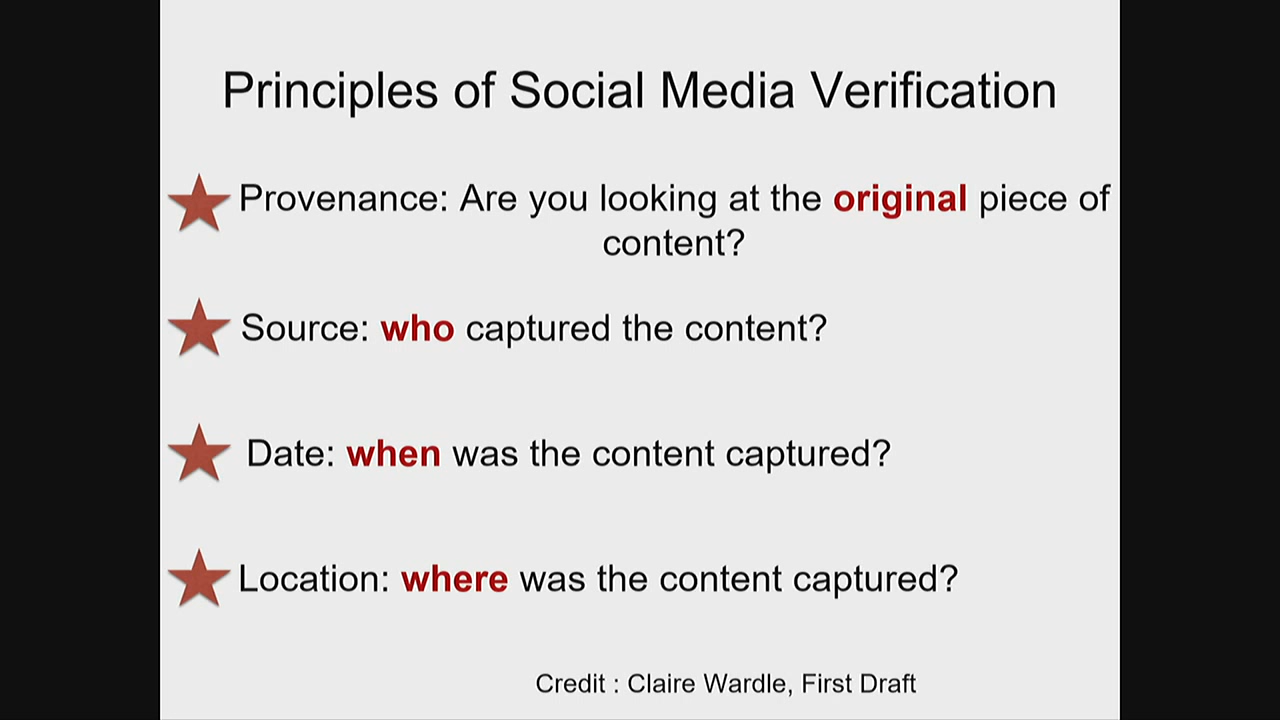 Principles of Social Media Verification
Provenance: Are you looking at the original piece of
content?
Source: who captured the content?
Date: when was the content captured?
Location: where was the content captured?
Credit : Claire Wardle, First Draft